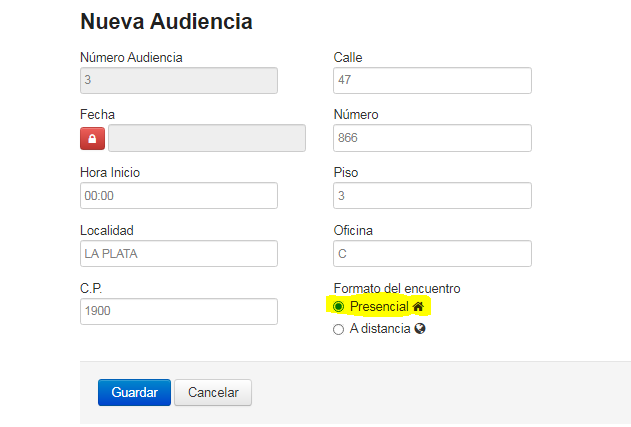 Nueva Audiencia
Número Audiencia
3
Calle
47
Fecha
Número
866
Hora Inicio
00:00
Piso
3
Localidad
LA PLATA
Oficina
C
C.P.
1900
Formato del encuentro
Presencial
A distancia
Guardar
Cancelar